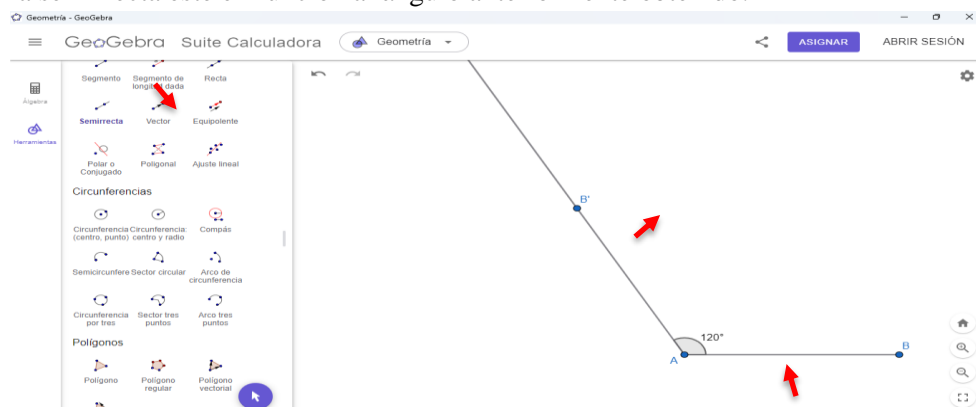 Geometría - GeoGebra
GeoGebra Suite Calculadora
Geometría
ASIGNAR
ABRIR SESIÓN
Álgebra
Herramientas
Segmento
Segmento de
longitud dada
Recta
Semirrecta
Vector
Equipolente
Polar o
Conjugado
Poligonal
Ajuste lineal
Circunferencias
Circunferencia
(centro, punto)
Circunferencia:
centro y radio
Compás
Semicircunfere
Sector circular
Arco de
circunferencia
Circunferencia
por tres
Sector tres
puntos
Arco tres
puntos
Polígonos
Polígono
Polígono
regular
Polígono
vectorial
B'
120°
A
B